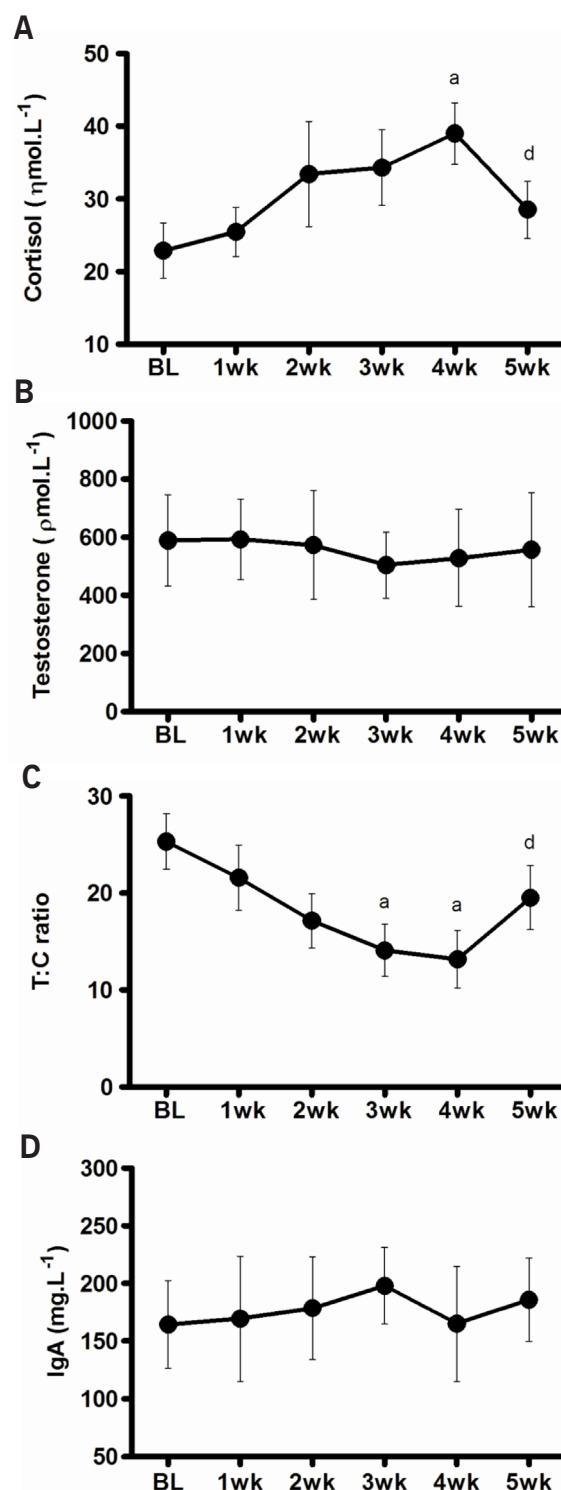 A
Cortisol ( ηmol.L⁻¹)
50
40
30
20
10
a
d
BL 1wk 2wk 3wk 4wk 5wk
B
Testosterone ( ρmol.L⁻¹)
1000
800
600
400
200
0
BL 1wk 2wk 3wk 4wk 5wk
C
T:C ratio
30
20
10
0
a a d
BL 1wk 2wk 3wk 4wk 5wk
D
IgA (mg.L⁻¹)
300
250
200
150
100
50
BL 1wk 2wk 3wk 4wk 5wk